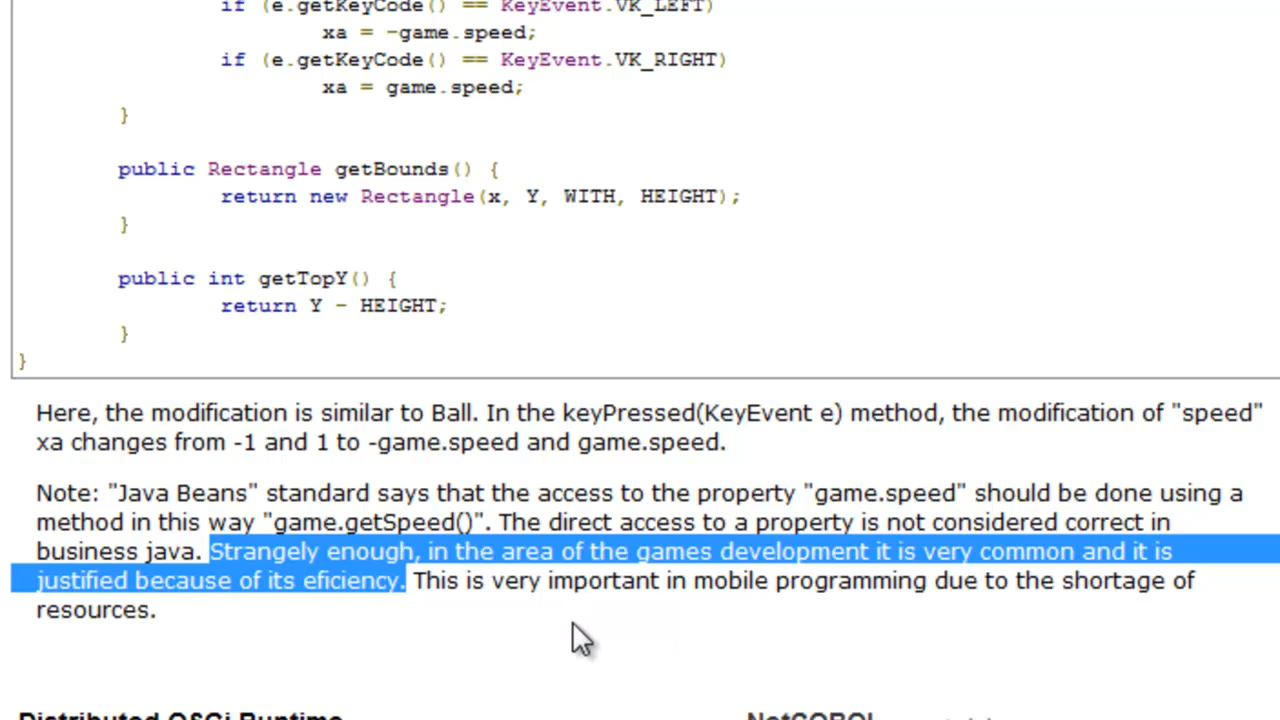 if (e.getKeyCode() == KeyEvent.VK_LEFT)
xa = -game.speed;
if (e.getKeyCode() == KeyEvent.VK_RIGHT)
xa = game.speed;
}
public Rectangle getBounds() {
return new Rectangle(x, Y, WITH, HEIGHT);
}
public int getTopY() {
return Y - HEIGHT;
}
}
Here, the modification is similar to Ball. In the keyPressed(KeyEvent e) method, the modification of "speed"
xa changes from -1 and 1 to -game.speed and game.speed.
Note: "Java Beans" standard says that the access to the property "game.speed" should be done using a
method in this way "game.getSpeed()". The direct access to a property is not considered correct in
business java. Strangely enough, in the area of the games development it is very common and it is
justified because of its eficiency. This is very important in mobile programming due to the shortage of
resources.
Distributed OSGi Runtime
NetCOBOL